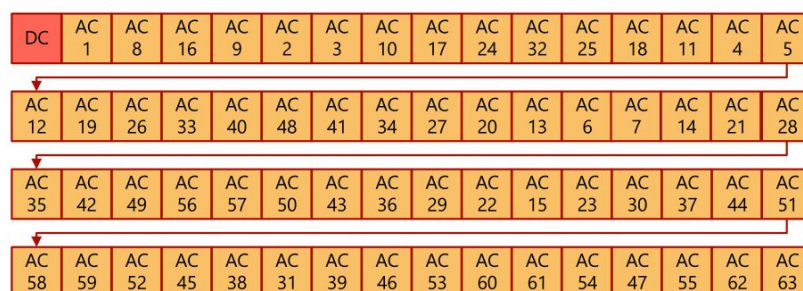 DC AC 1 AC 8 AC 16 AC 9 AC 2 AC 3 AC 10 AC 17 AC 24 AC 32 AC 25 AC 18 AC 11 AC 4 AC 5
AC 12 AC 19 AC 26 AC 33 AC 40 AC 48 AC 41 AC 34 AC 27 AC 20 AC 13 AC 6 AC 7 AC 14 AC 21 AC 28
AC 35 AC 42 AC 49 AC 56 AC 57 AC 50 AC 43 AC 36 AC 29 AC 22 AC 15 AC 23 AC 30 AC 37 AC 44 AC 51
AC 58 AC 59 AC 52 AC 45 AC 38 AC 31 AC 39 AC 46 AC 53 AC 60 AC 61 AC 54 AC 47 AC 55 AC 62 AC 63